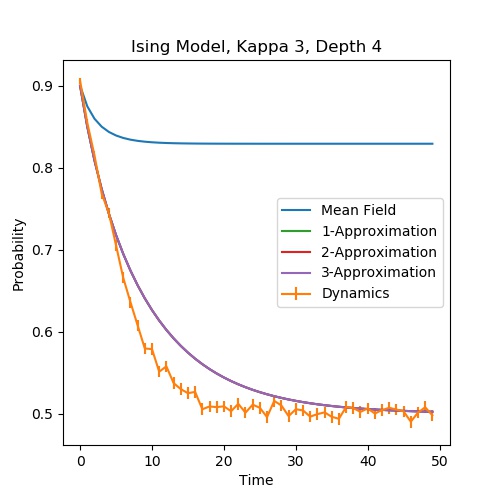 Ising Model, Kappa 3, Depth 4
0.9
0.8
0.7
0.6
0.5
Probability
Mean Field
1-Approximation
2-Approximation
3-Approximation
Dynamics
0 10 20 30 40 50
Time